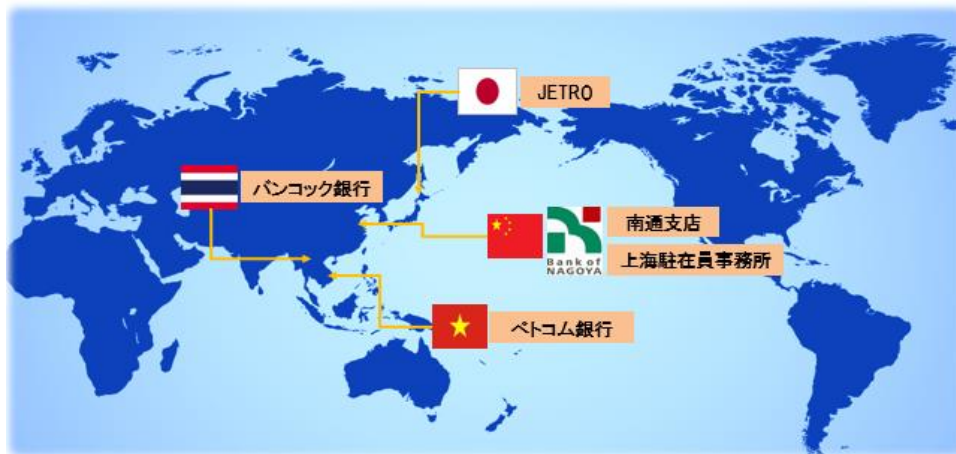 JETRO
バンコック銀行
南通支店
Bank of
NAGOYA
上海駐在員事務所
ベトコム銀行